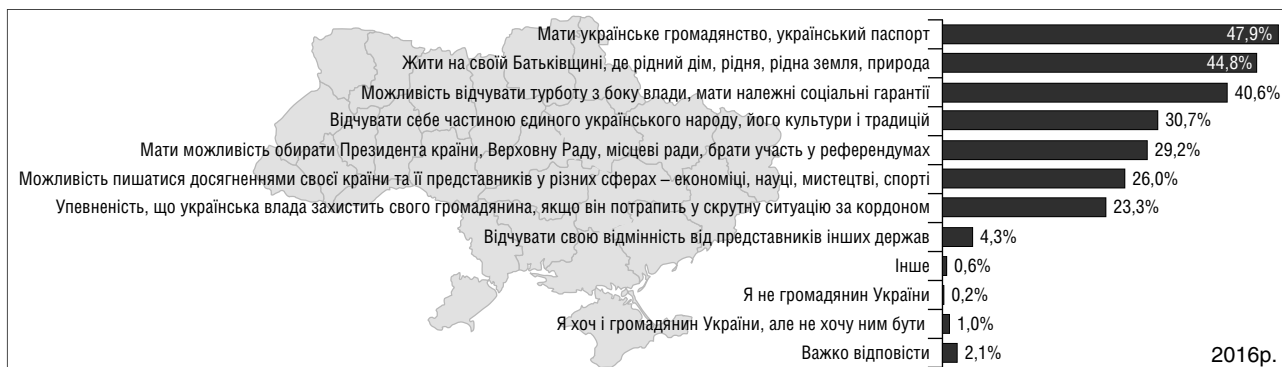 Мати українське громадянство, український паспорт 47,9%
Жити на своїй Батьківщині, де рідний дім, рідня, рідна земля, природа 44,8%
Можливість відчувати турботу з боку влади, мати належні соціальні гарантії 40,6%
Відчувати себе частиною єдиного українського народу, його культури і традицій 30,7%
Мати можливість обирати Президента країни, Верховну Раду, місцеві ради, брати участь у референдумах 29,2%
Можливість пишатися досягненнями своєї країни та її представників у різних сферах – економіці, науці, мистецтві, спорті 26,0%
Упевненість, що українська влада захистить свого громадянина, якщо він потрапить у скрутну ситуацію за кордоном 23,3%
Відчувати свою відмінність від представників інших держав 4,3%
Інше 0,6%
Я не громадянин України 0,2%
Я хоч і громадянин України, але не хочу ним бути 1,0%
Важко відповісти 2,1%
2016р.